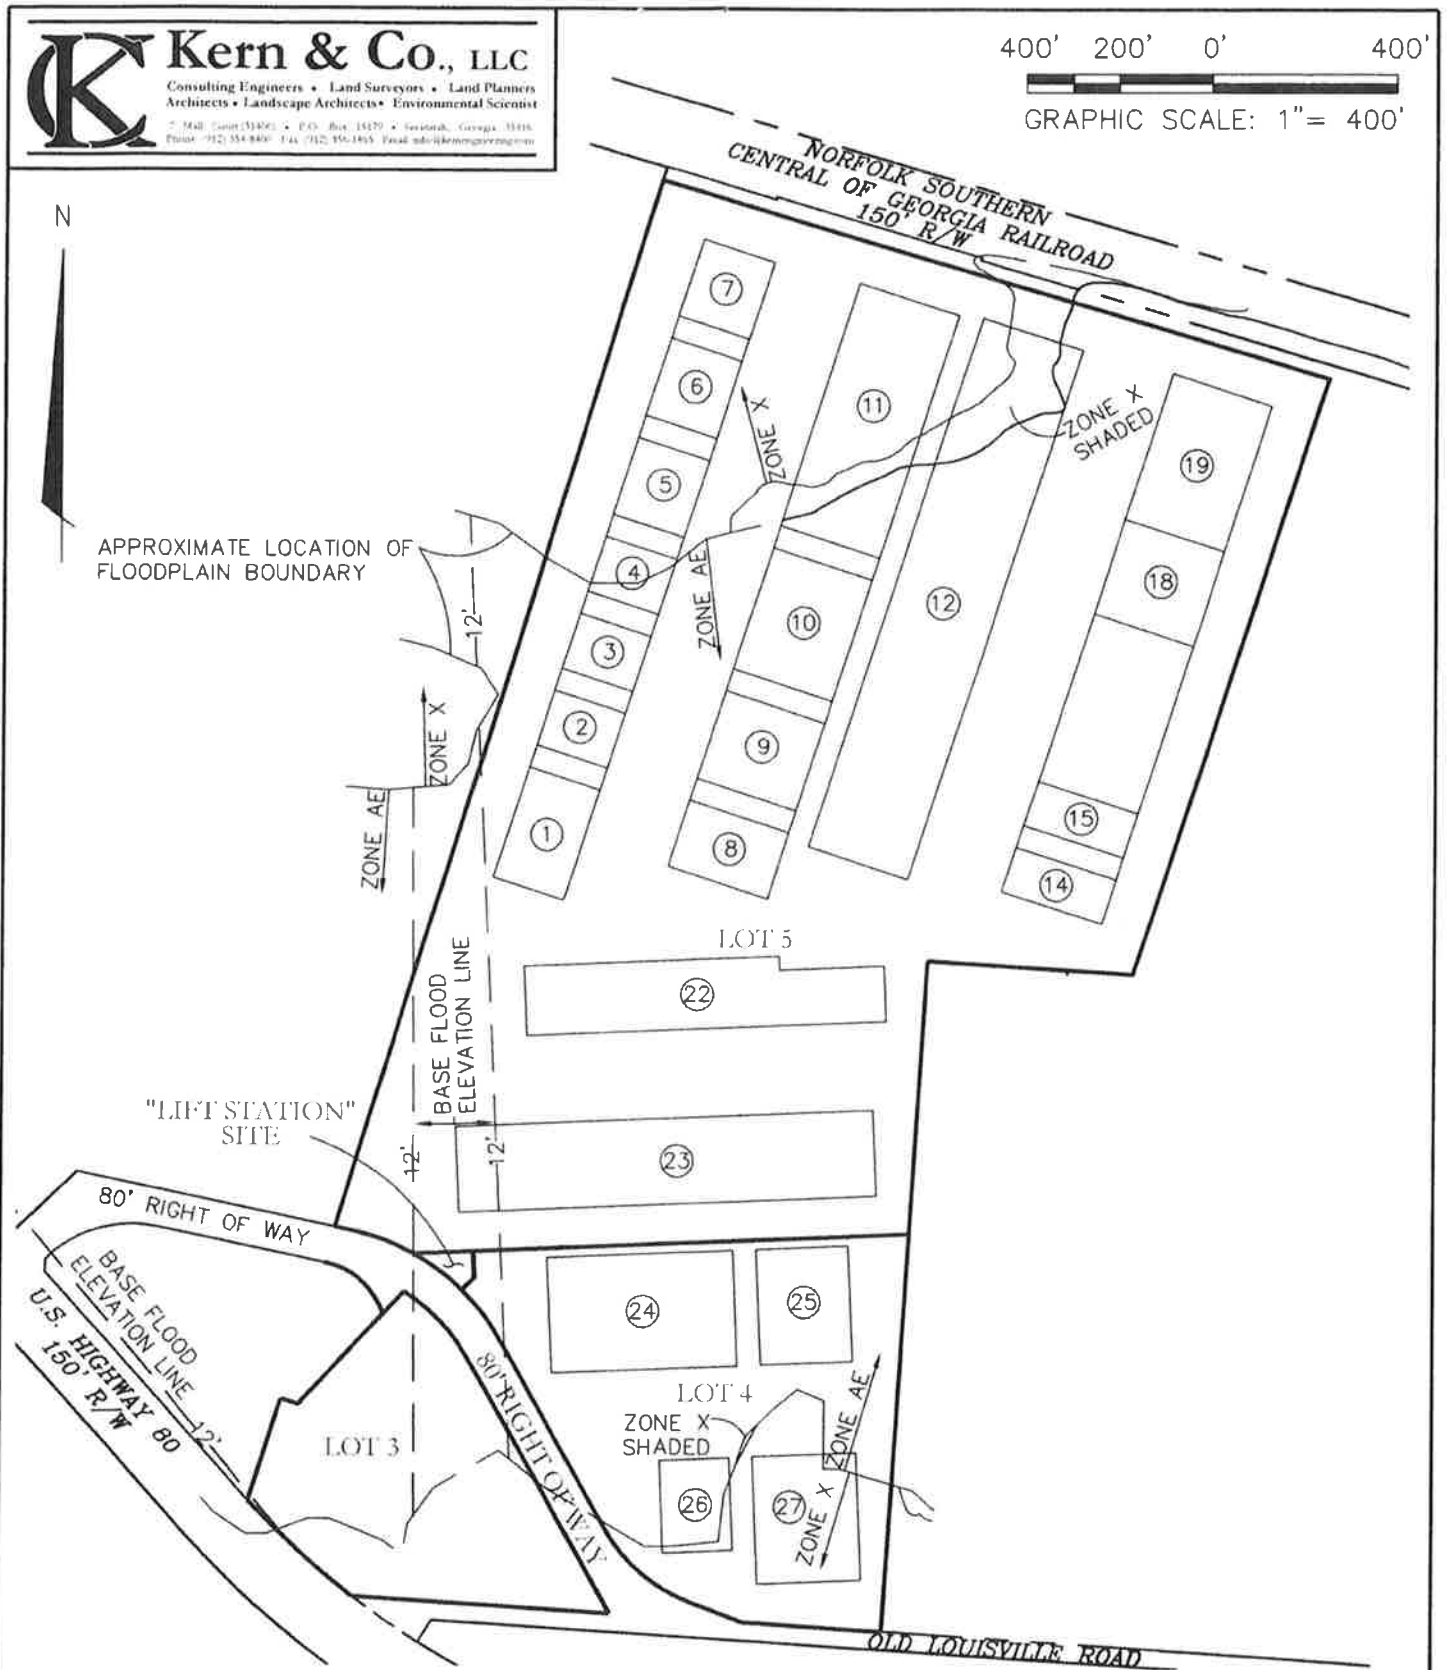 CK
Kern & Co., LLC
Consulting Engineers • Land Surveyors • Land Planners
Architects • Landscape Architects • Environmental Scientist
400' 200' 0' 400'
GRAPHIC SCALE: 1"= 400'
NORFOLK SOUTHERN
CENTRAL OF GEORGIA RAILROAD
150' R/W
N
7
6
11
ZONE X
ZONE X
SHADED
19
5
APPROXIMATE LOCATION OF
FLOODPLAIN BOUNDARY
4
ZONE AE
18
12'
3
10
12
2
ZONE X
9
ZONE AE
1
8
15
14
LOT 5
22
BASE FLOOD
ELEVATION LINE
"LIFT STATION"
SITE
12'
12'
23
80' RIGHT OF WAY
BASE FLOOD
ELEVATION LINE
12'
U.S. HIGHWAY 80
150' R/W
24
25
80' RIGHT OF WAY
LOT 4
ZONE X
SHADED
ZONE AE
LOT 3
26
27
ZONE X
OLD LOUISVILLE ROAD